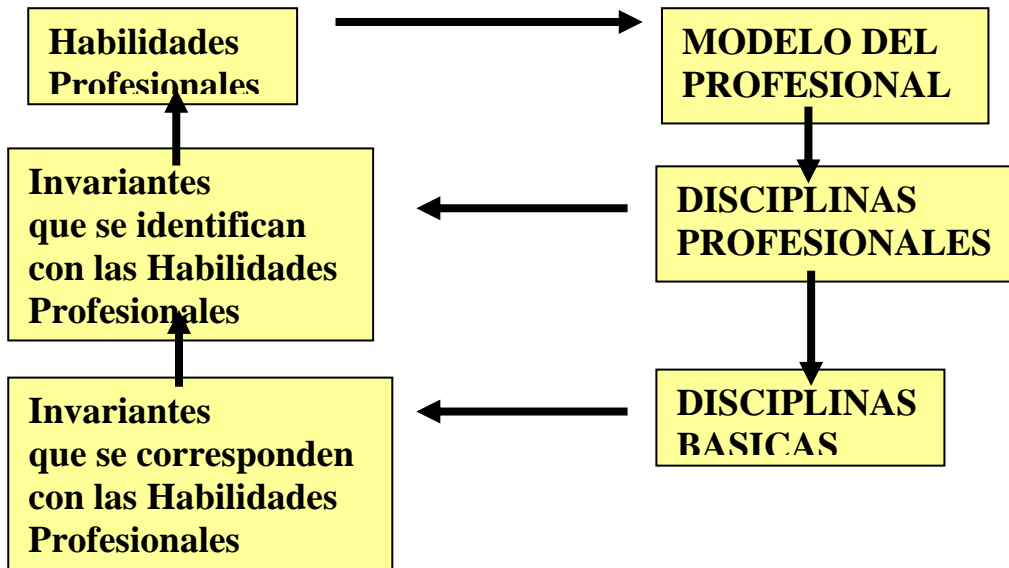 Habilidades
Profesionales
MODELO DEL
PROFESIONAL
Invariantes
que se identifican
con las Habilidades
Profesionales
DISCIPLINAS
PROFESIONALES
Invariantes
que se corresponden
con las Habilidades
Profesionales
DISCIPLINAS
BASICAS